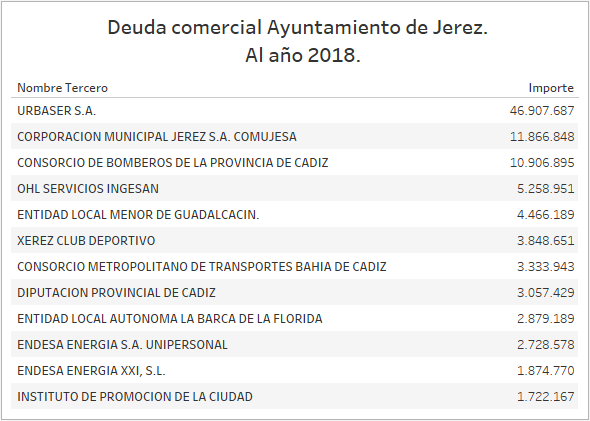 Deuda comercial Ayuntamiento de Jerez.
Al año 2018.
Nombre Tercero Importe
URBASER S.A. 46.907.687
CORPORACION MUNICIPAL JEREZ S.A. COMUJESA 11.866.848
CONSORCIO DE BOMBEROS DE LA PROVINCIA DE CADIZ 10.906.895
OHL SERVICIOS INGESAN 5.258.951
ENTIDAD LOCAL MENOR DE GUADALCACIN. 4.466.189
XEREZ CLUB DEPORTIVO 3.848.651
CONSORCIO METROPOLITANO DE TRANSPORTES BAHIA DE CADIZ 3.333.943
DIPUTACION PROVINCIAL DE CADIZ 3.057.429
ENTIDAD LOCAL AUTONOMA LA BARCA DE LA FLORIDA 2.879.189
ENDESA ENERGIA S.A. UNIPERSONAL 2.728.578
ENDESA ENERGIA XXI, S.L. 1.874.770
INSTITUTO DE PROMOCION DE LA CIUDAD 1.722.167